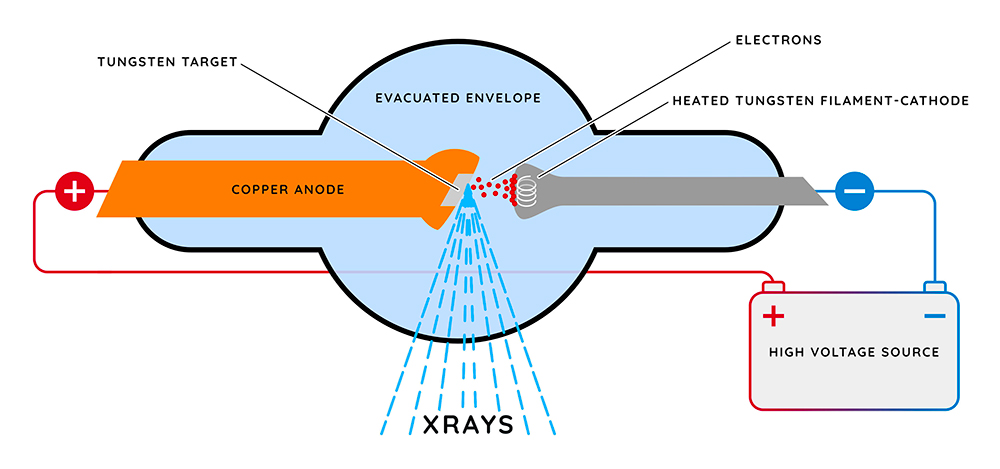 ELECTRONS
TUNGSTEN TARGET
EVACUATED ENVELOPE
HEATED TUNGSTEN FILAMENT-CATHODE
+
COPPER ANODE
−
+
−
HIGH VOLTAGE SOURCE
XRAYS